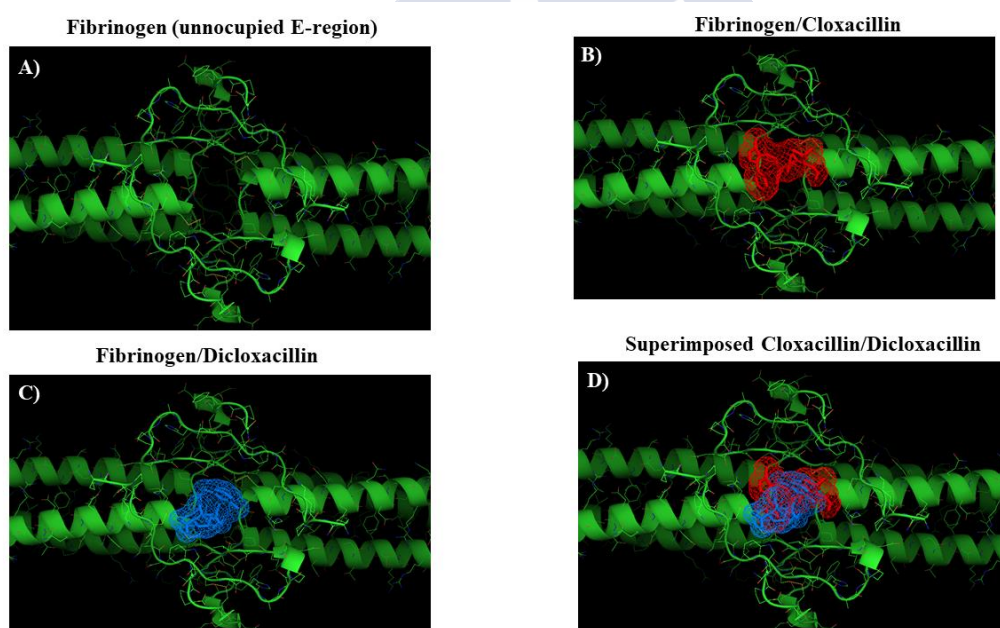 Fibrinogen (unnocupied E-region)
Fibrinogen/Cloxacillin
A)
B)
Fibrinogen/Dicloxacillin
Superimposed Cloxacillin/Dicloxacillin
C)
D)